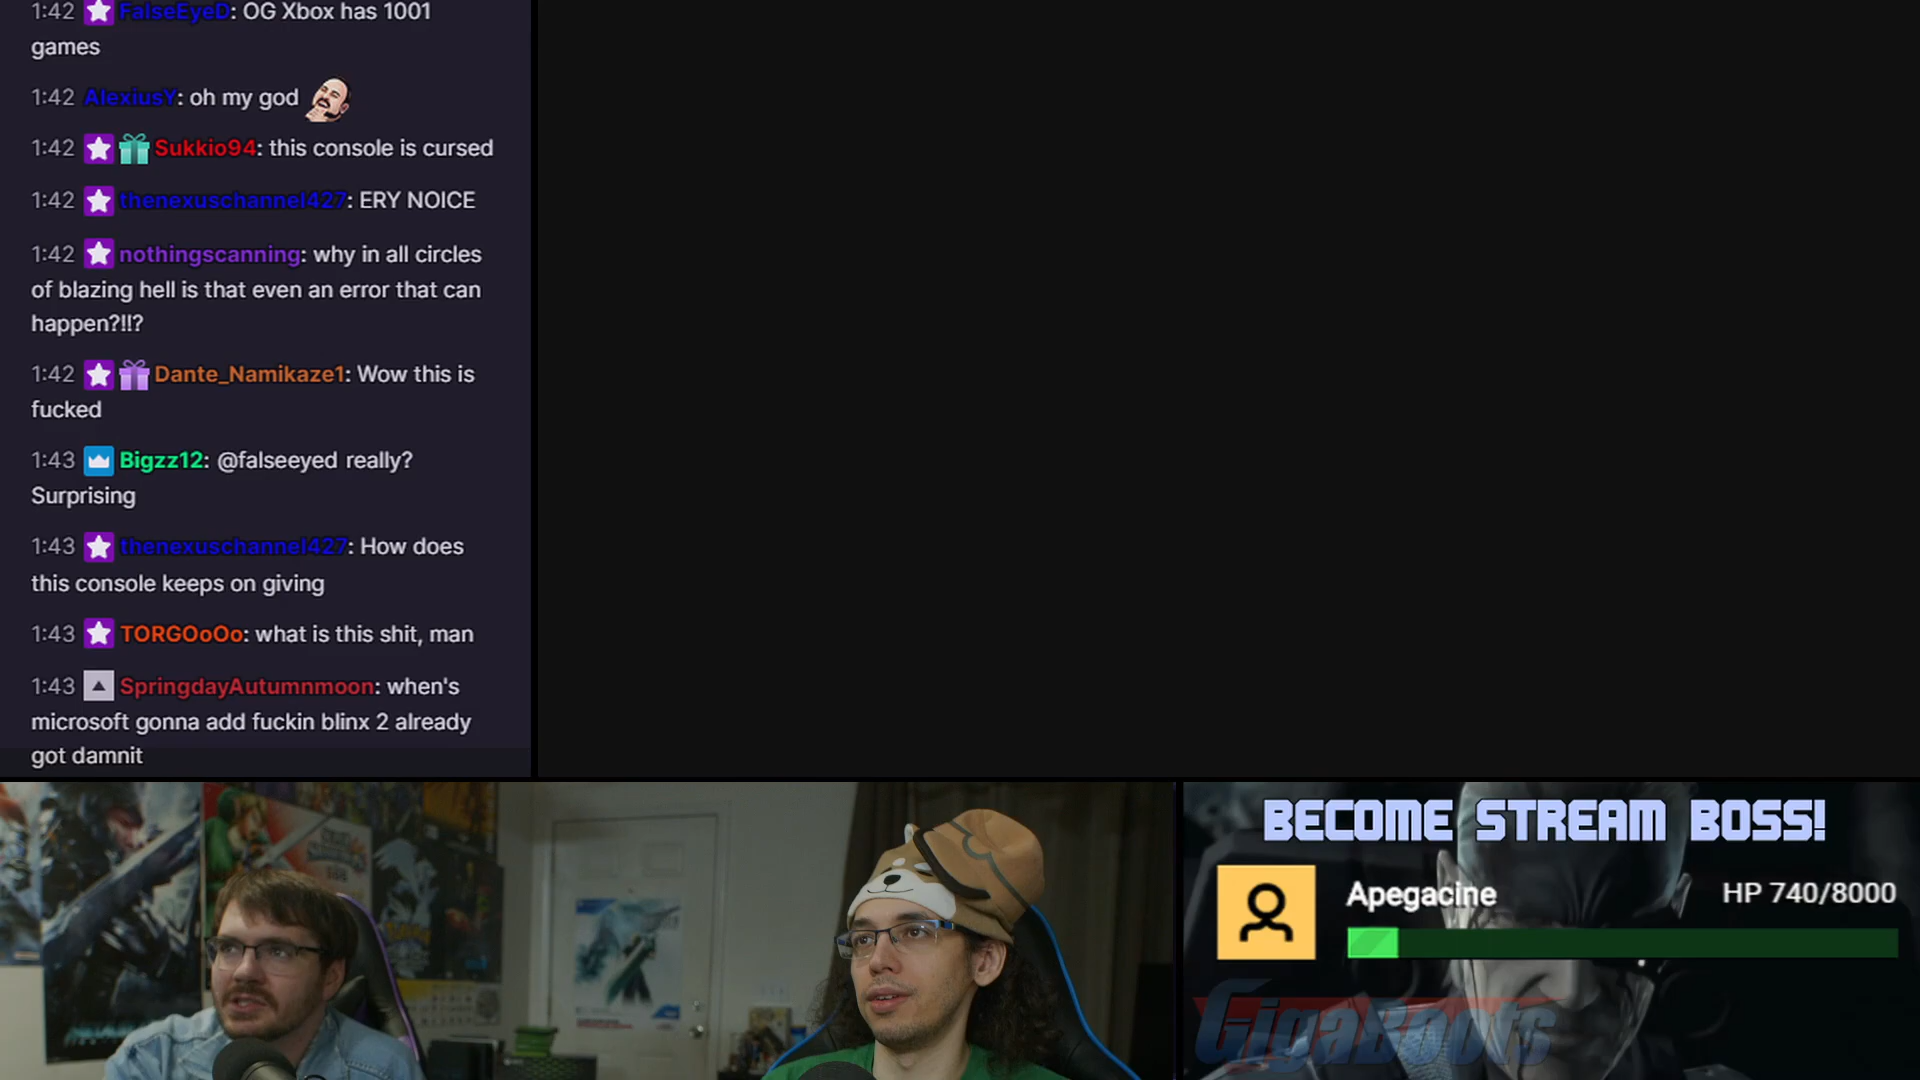 1:42 FalseEyeD: OG Xbox has 1001
games
1:42 AlexiusY: oh my god
1:42 Sukkio94: this console is cursed
1:42 thenexuschannel427: ERY NOICE
1:42 nothingscanning: why in all circles
of blazing hell is that even an error that can
happen?!!?
1:42 Dante_Namikaze1: Wow this is
fucked
1:43 Bigzz12: @falseeyed really?
Surprising
1:43 thenexuschannel427: How does
this console keeps on giving
1:43 TORGOoOo: what is this shit, man
1:43 SpringdayAutumnmoon: when's
microsoft gonna add fuckin blinx 2 already
got damnit
BECOME STREAM BOSS!
Apegacine HP 740/8000
GigaBoots